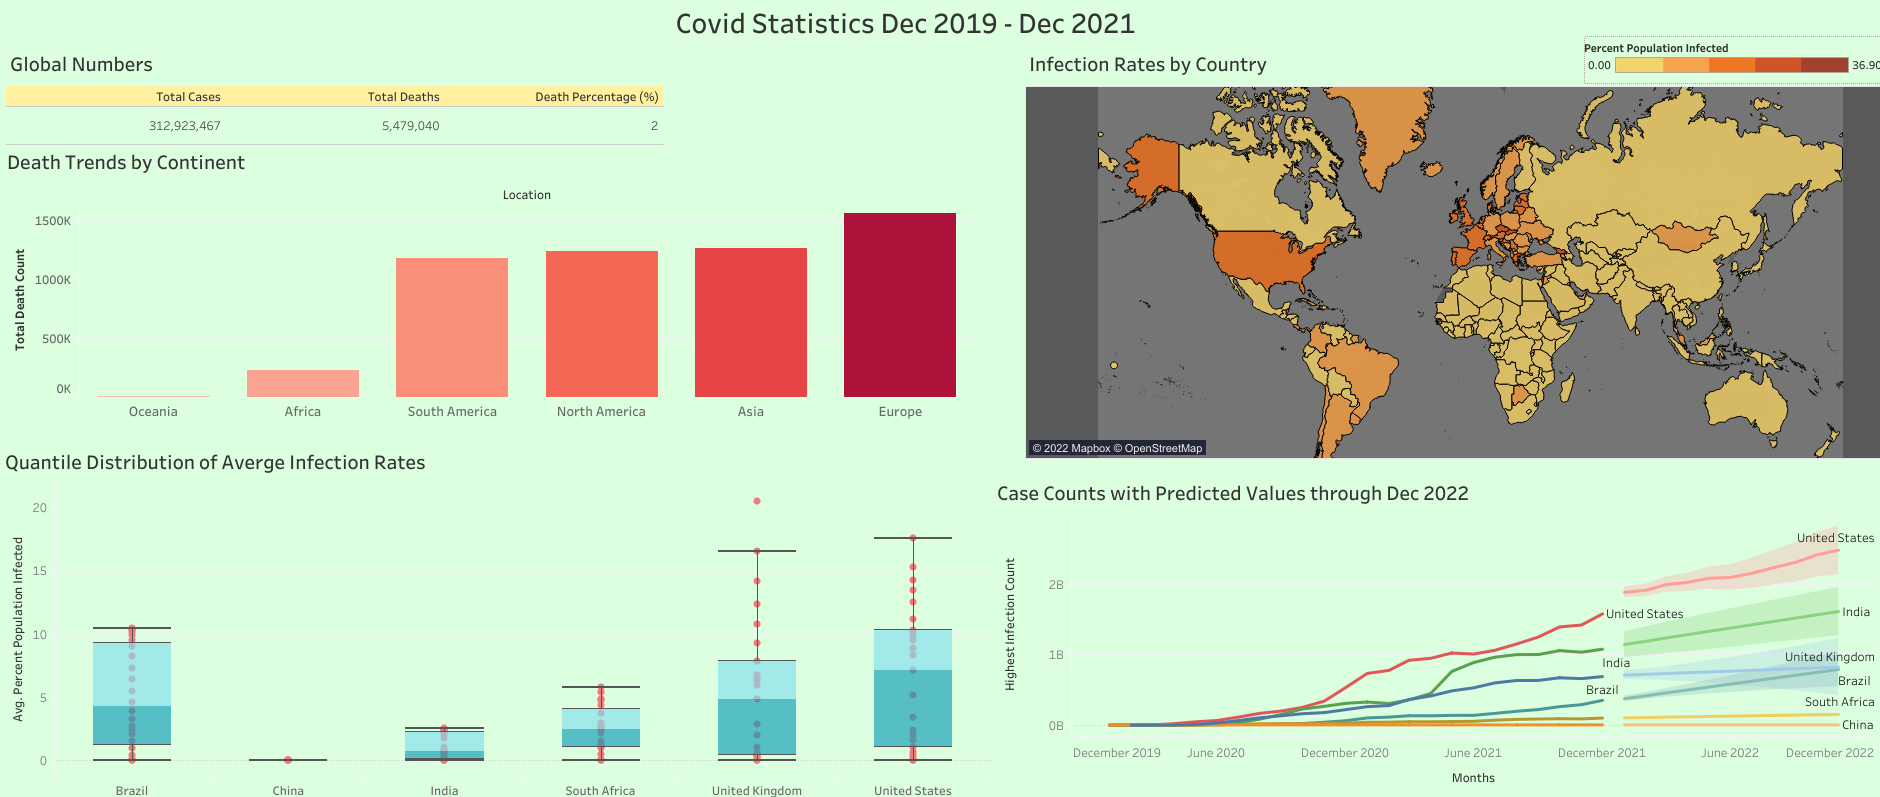 Covid Statistics Dec 2019 - Dec 2021
Global Numbers
Total Cases Total Deaths Death Percentage (%)
312,923,467 5,479,040 2
Death Trends by Continent
Location
Total Death Count
1500K
1000K
500K
0K
Oceania Africa South America North America Asia Europe
Infection Rates by Country
Percent Population Infected
0.00 36.90
© 2022 Mapbox © OpenStreetMap
Quantile Distribution of Averge Infection Rates
Avg. Percent Population Infected
20
15
10
5
0
Brazil China India South Africa United Kingdom United States
Case Counts with Predicted Values through Dec 2022
Highest Infection Count
2B
1B
0B
United States
United States
India
India
United Kingdom
Brazil
Brazil
South Africa
China
December 2019 June 2020 December 2020 June 2021 December 2021 June 2022 December 2022
Months